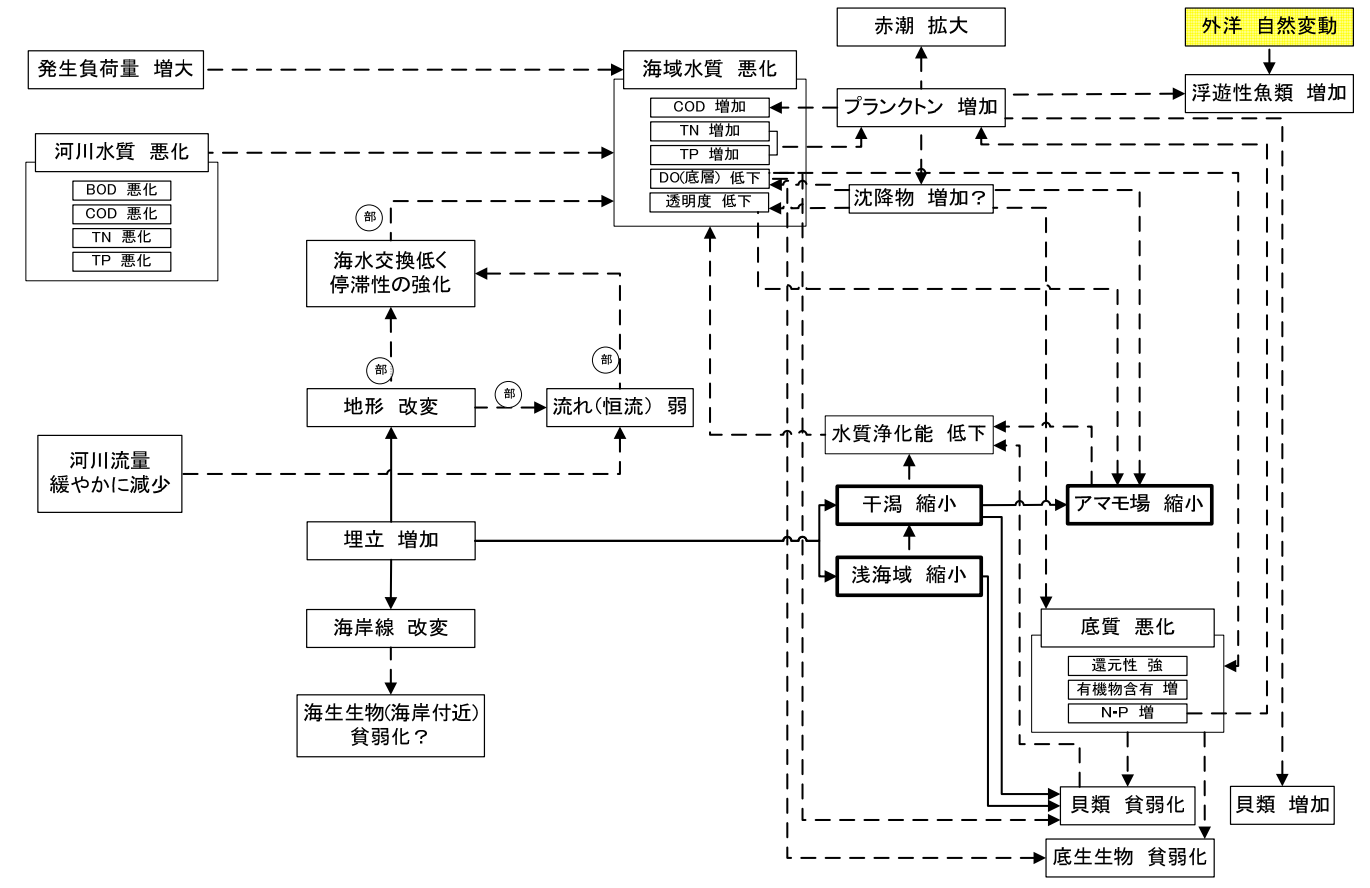 赤潮 拡大
外洋 自然変動
発生負荷量 増大
海域水質 悪化
浮遊性魚類 増加
COD 増加
プランクトン 増加
TN 増加
TP 増加
河川水質 悪化
DO(底層) 低下
透明度 低下
沈降物 増加？
BOD 悪化
COD 悪化
TN 悪化
TP 悪化
部
海水交換低く
停滞性の強化
部
部
部
地形 改変
流れ(恒流) 弱
水質浄化能 低下
河川流量
緩やかに減少
干潟 縮小
アマモ場 縮小
埋立 増加
浅海域 縮小
海岸線 改変
底質 悪化
還元性 強
有機物含有 増
N・P 増
海生生物(海岸付近)
貧弱化？
貝類 貧弱化
貝類 増加
底生生物 貧弱化